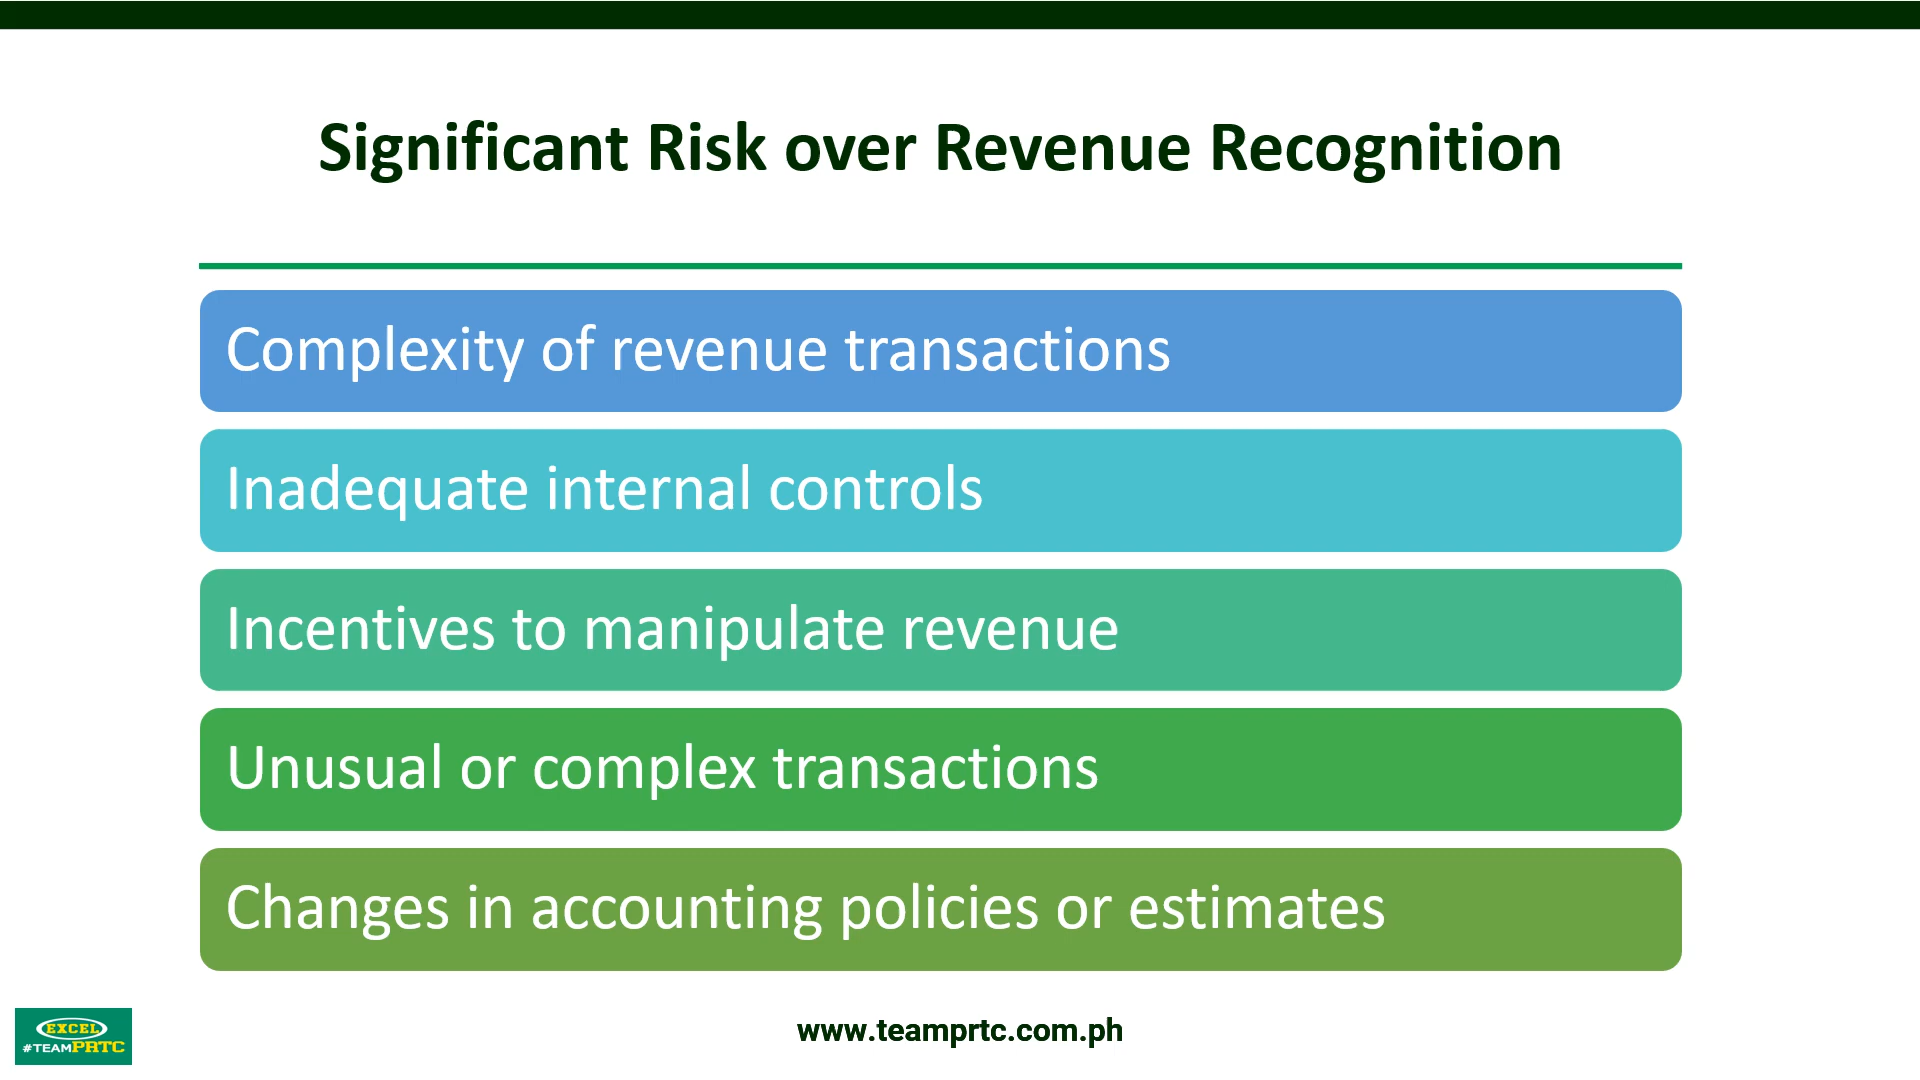 Significant Risk over Revenue Recognition
Complexity of revenue transactions
Inadequate internal controls
Incentives to manipulate revenue
Unusual or complex transactions
Changes in accounting policies or estimates
EXCEL
#TEAMPRTC
www.teamprtc.com.ph